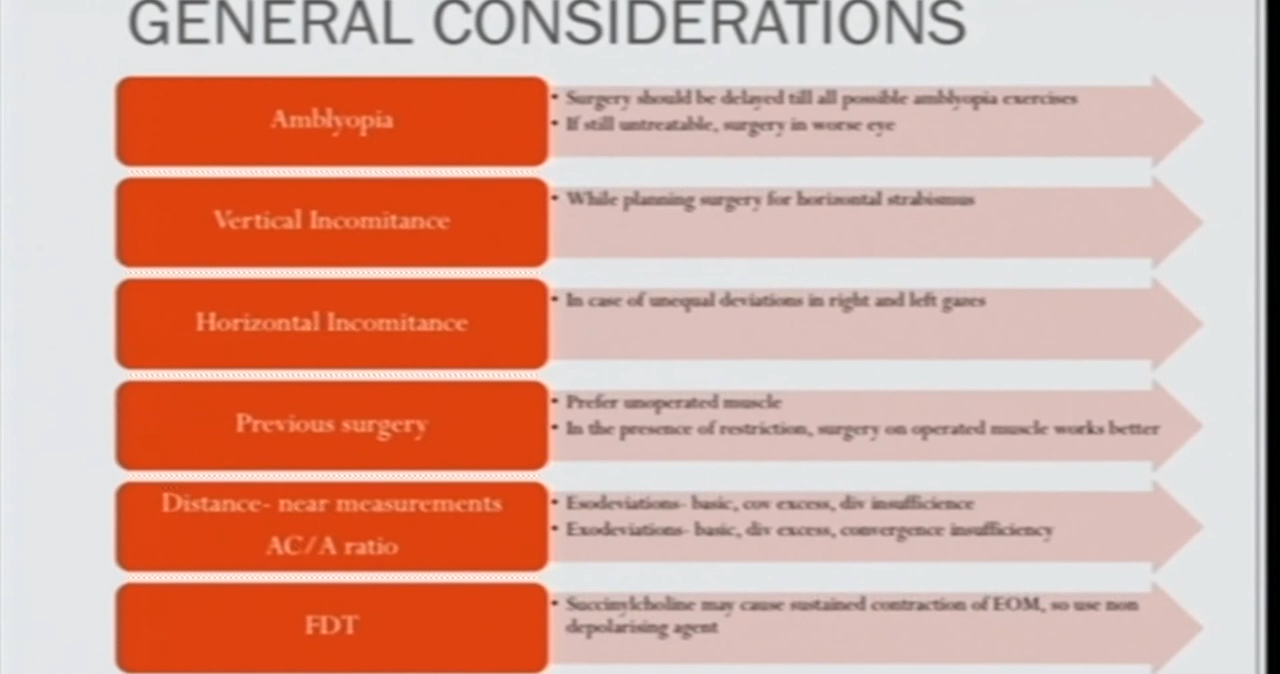 GENERAL CONSIDERATIONS
Amblyopia
• Surgery should be delayed till all possible amblyopia exercises
• If still untreatable, surgery in worse eye
Vertical Incomitance
• While planning surgery for horizontal strabismus
Horizontal Incomitance
• In case of unequal deviations in right and left gazes
Previous surgery
• Prefer unoperated muscle
• In the presence of restriction, surgery on operated muscle works better
Distance- near measurements
AC/A ratio
• Esodeviations- basic, cov excess, div insufficience
• Exodeviations- basic, div excess, convergence insufficiency
FDT
• Succinylcholine may cause sustained contraction of EOM, so use non
depolarising agent